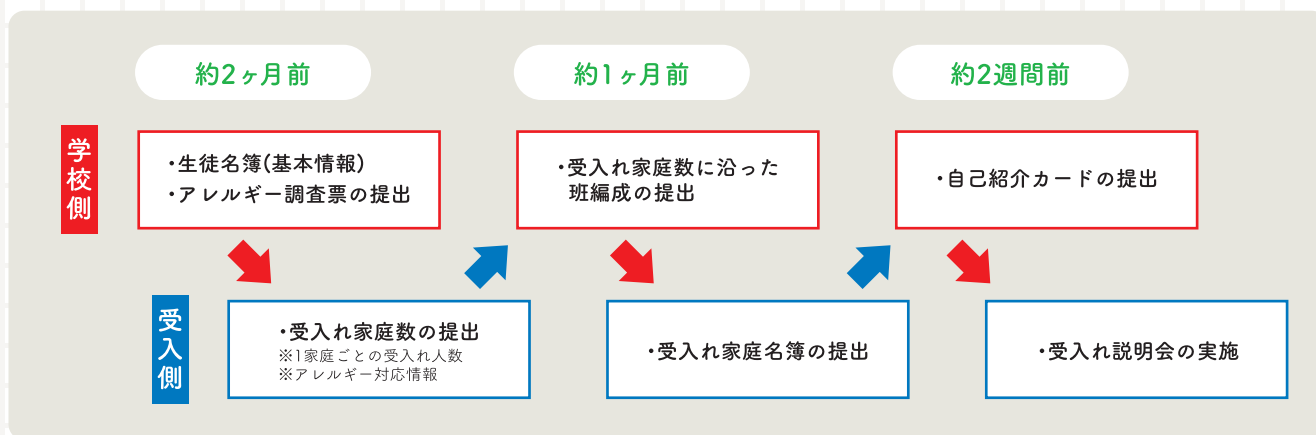 約2ヶ月前
約1ヶ月前
約2週間前
学校側
・生徒名簿(基本情報)
・アレルギー調査票の提出
・受入れ家庭数に沿った
班編成の提出
・自己紹介カードの提出
受入側
・受入れ家庭数の提出
※1家庭ごとの受入れ人数
※アレルギー対応情報
・受入れ家庭名簿の提出
・受入れ説明会の実施